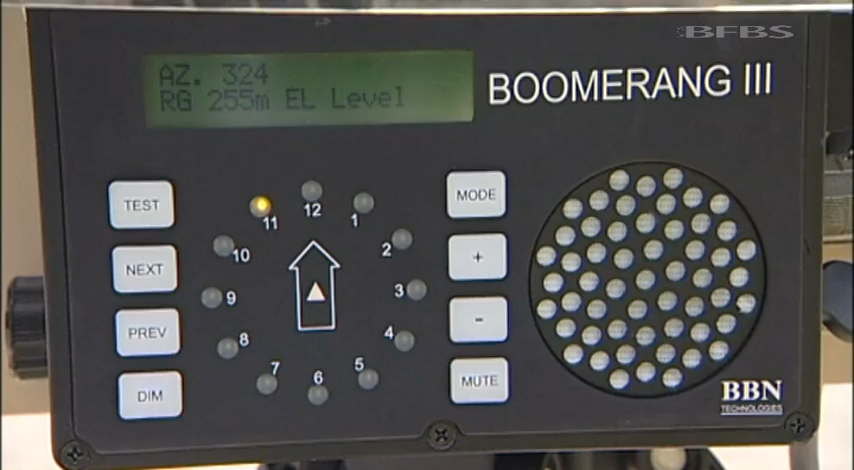 BFBS
AZ. 324
RG 255m EL Level
BOOMERANG III
TEST
NEXT
PREV
DIM
12
1
2
3
4
5
6
7
8
9
10
11
MODE
+
-
MUTE
BBN
TECHNOLOGIES